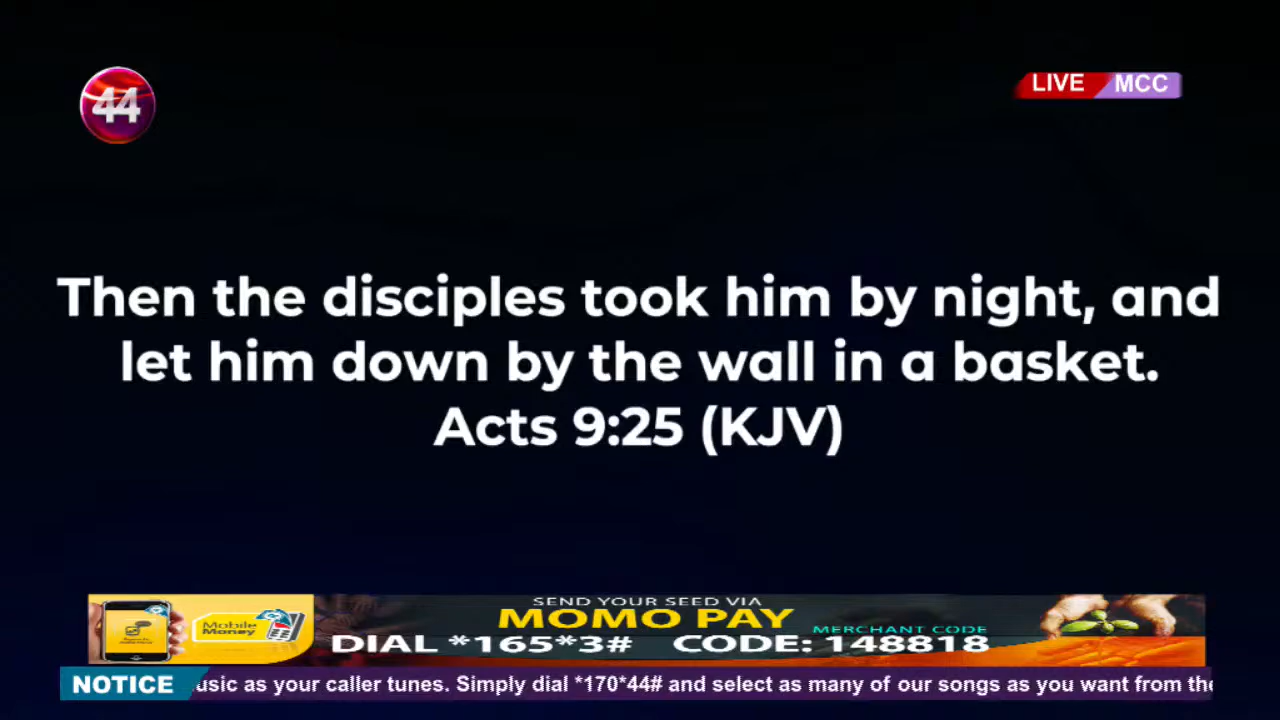 44
LIVE MCC
Then the disciples took him by night, and
let him down by the wall in a basket.
Acts 9:25 (KJV)
SEND YOUR SEED VIA
MOMO PAY
MERCHANT CODE
DIAL *165*3# CODE: 148818
Mobile
Money
NOTICE usic as your caller tunes. Simply dial *170*44# and select as many of our songs as you want from the